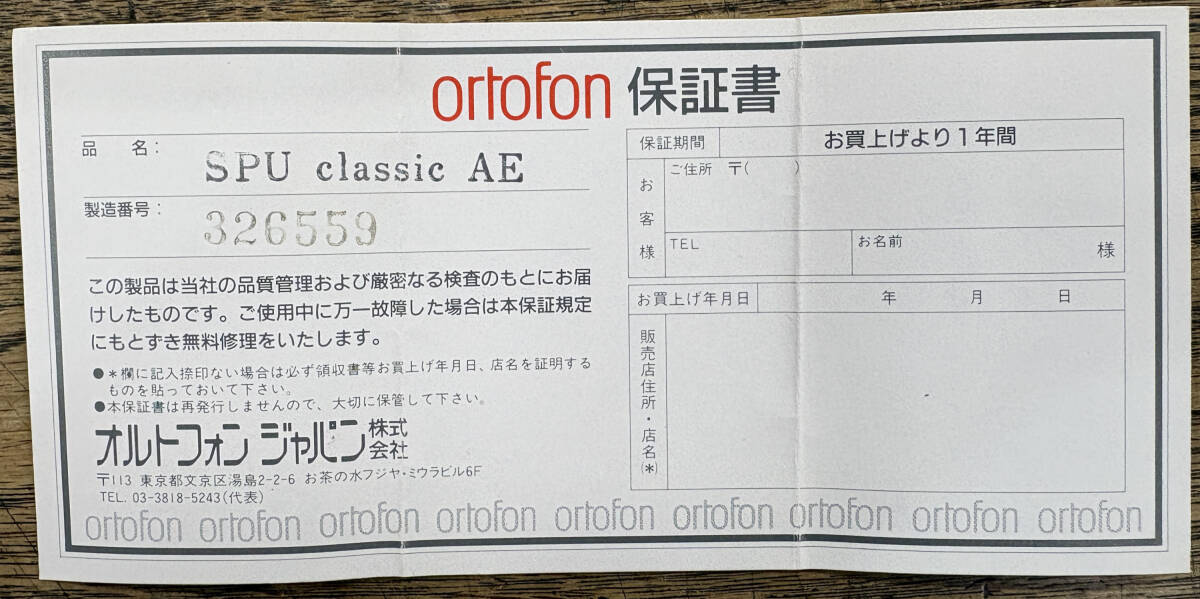 ortofon 保証書
品 名: SPU classic AE
製造番号: 326559
この製品は当社の品質管理および厳密なる検査のもとにお届
けしたものです。ご使用中に万一故障した場合は本保証規定
にもとずき無料修理をいたします。
●*欄に記入捺印ない場合は必ず領収書等お買上げ年月日、店名を証明する
ものを貼っておいて下さい。
●本保証書は再発行しませんので、大切に保管して下さい。
オルトフォン ジャパン株式会社
〒113 東京都文京区湯島2-2-6 お茶の水フジヤ・ミウラビル6F
TEL. 03-3818-5243(代表)
保証期間 お買上げより1年間
お客様
ご住所 〒( )
TEL
お名前 様
お買上げ年月日 年 月 日
販売店住所・店名(*)
ortofon ortofon ortofon ortofon ortofon ortofon ortofon ortofon ortofon